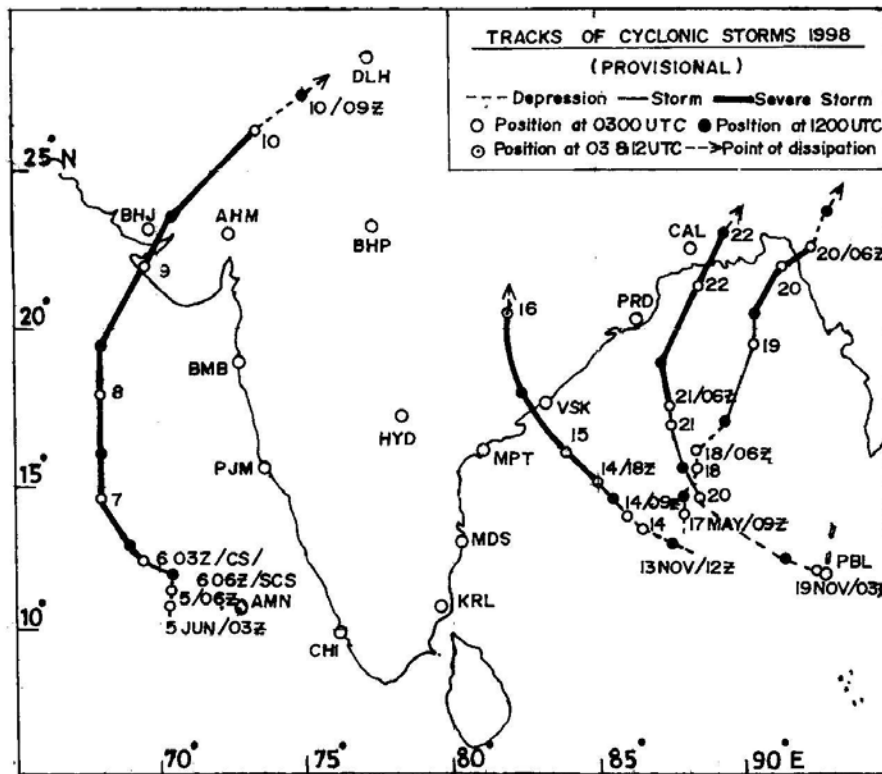 TRACKS OF CYCLONIC STORMS 1998
(PROVISIONAL)
Depression Storm Severe Storm
Position at 0300 UTC Position at 1200 UTC
Position at 03 & 12 UTC Point of dissipation
DLH
10/09Z
10
25° N
BHJ
AHM
BHP
CAL
22
20/06Z
9
22
20
20°
16
PRD
19
BMB
8
VSK
21/06Z
HYD
15
21
MPT
18/06Z
15°
PJM
14/18Z
18
7
14/09Z
20
14
17 MAY/09Z
MDS
6 03Z/CS/
13 NOV/12Z
PBL
6 06Z/SCS
19 NOV/03Z
5/06Z
AMN
KRL
10°
5 JUN/03Z
CHI
70° 75° 80° 85° 90° E